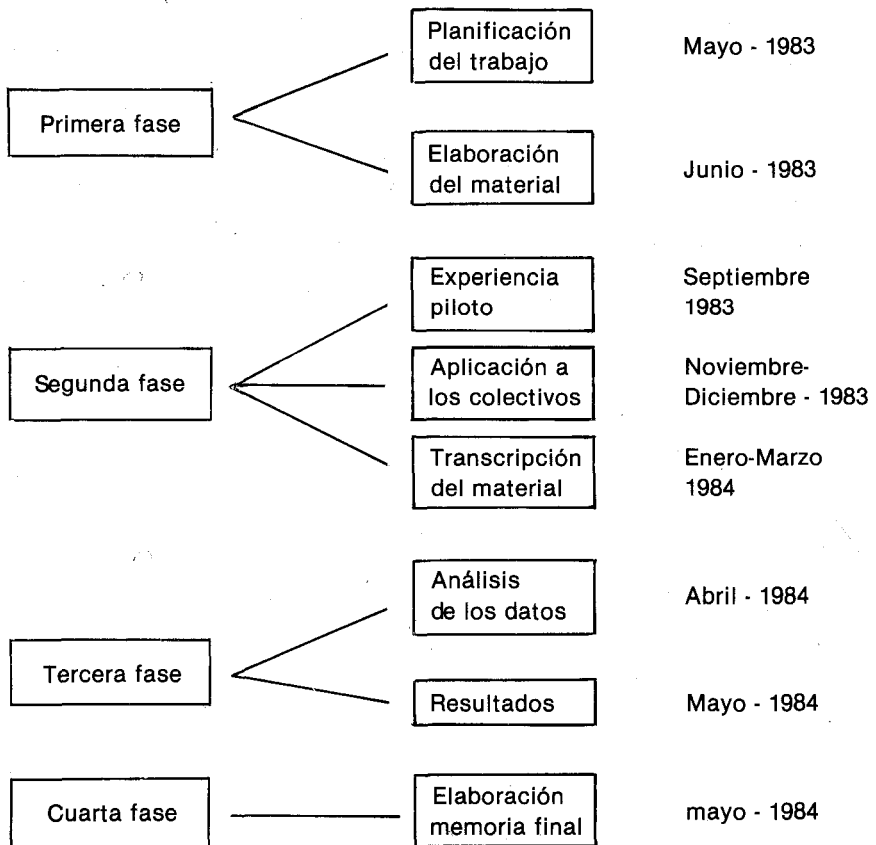 Primera fase
Planificación
del trabajo
Mayo - 1983
Elaboración
del material
Junio - 1983
Segunda fase
Experiencia
piloto
Septiembre
1983
Aplicación a
los colectivos
Noviembre-
Diciembre - 1983
Transcripción
del material
Enero-Marzo
1984
Tercera fase
Análisis
de los datos
Abril - 1984
Resultados
Mayo - 1984
Cuarta fase
Elaboración
memoria final
mayo - 1984